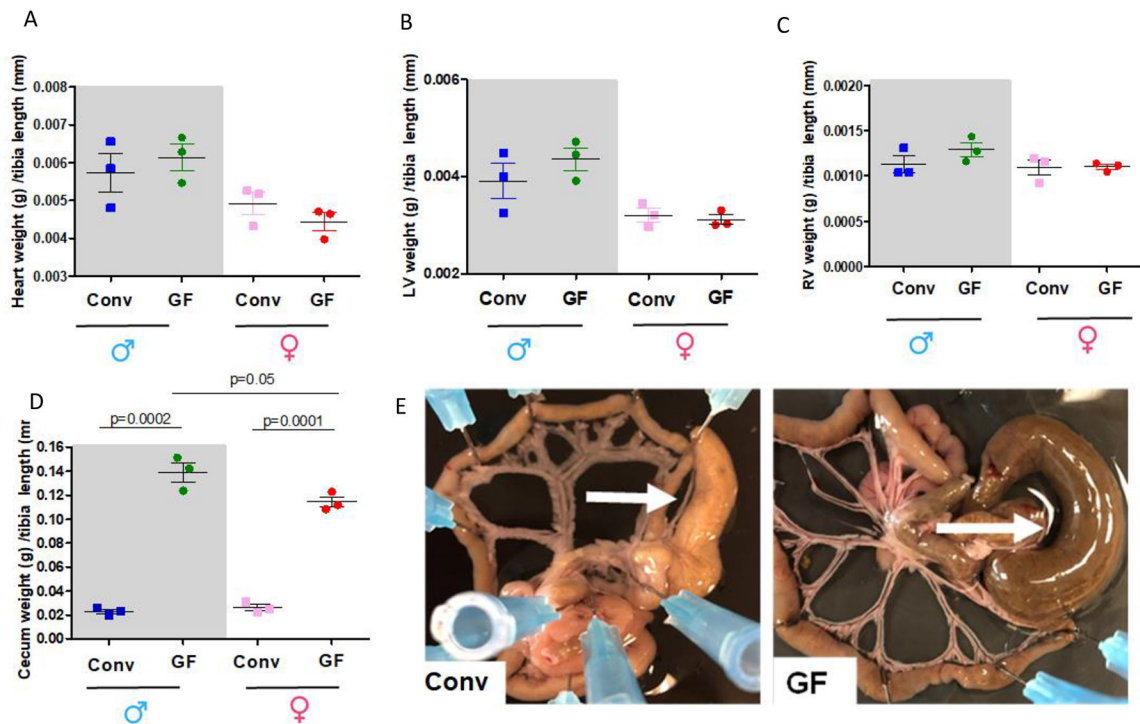 A
Heart weight (g) /tibia length (mm)
0.008
0.007
0.006
0.005
0.004
0.003
Conv GF Conv GF
♂ ♀
B
LV weight (g) /tibia length (mm)
0.006
0.004
0.002
Conv GF Conv GF
♂ ♀
C
RV weight (g) /tibia length (mm)
0.0020
0.0015
0.0010
0.0005
0.0000
Conv GF Conv GF
♂ ♀
D
p=0.05
p=0.0002 p=0.0001
Cecum weight (g) /tibia length (mr
0.16
0.14
0.12
0.10
0.08
0.06
0.04
0.02
0.00
Conv GF Conv GF
♂ ♀
E
Conv
GF